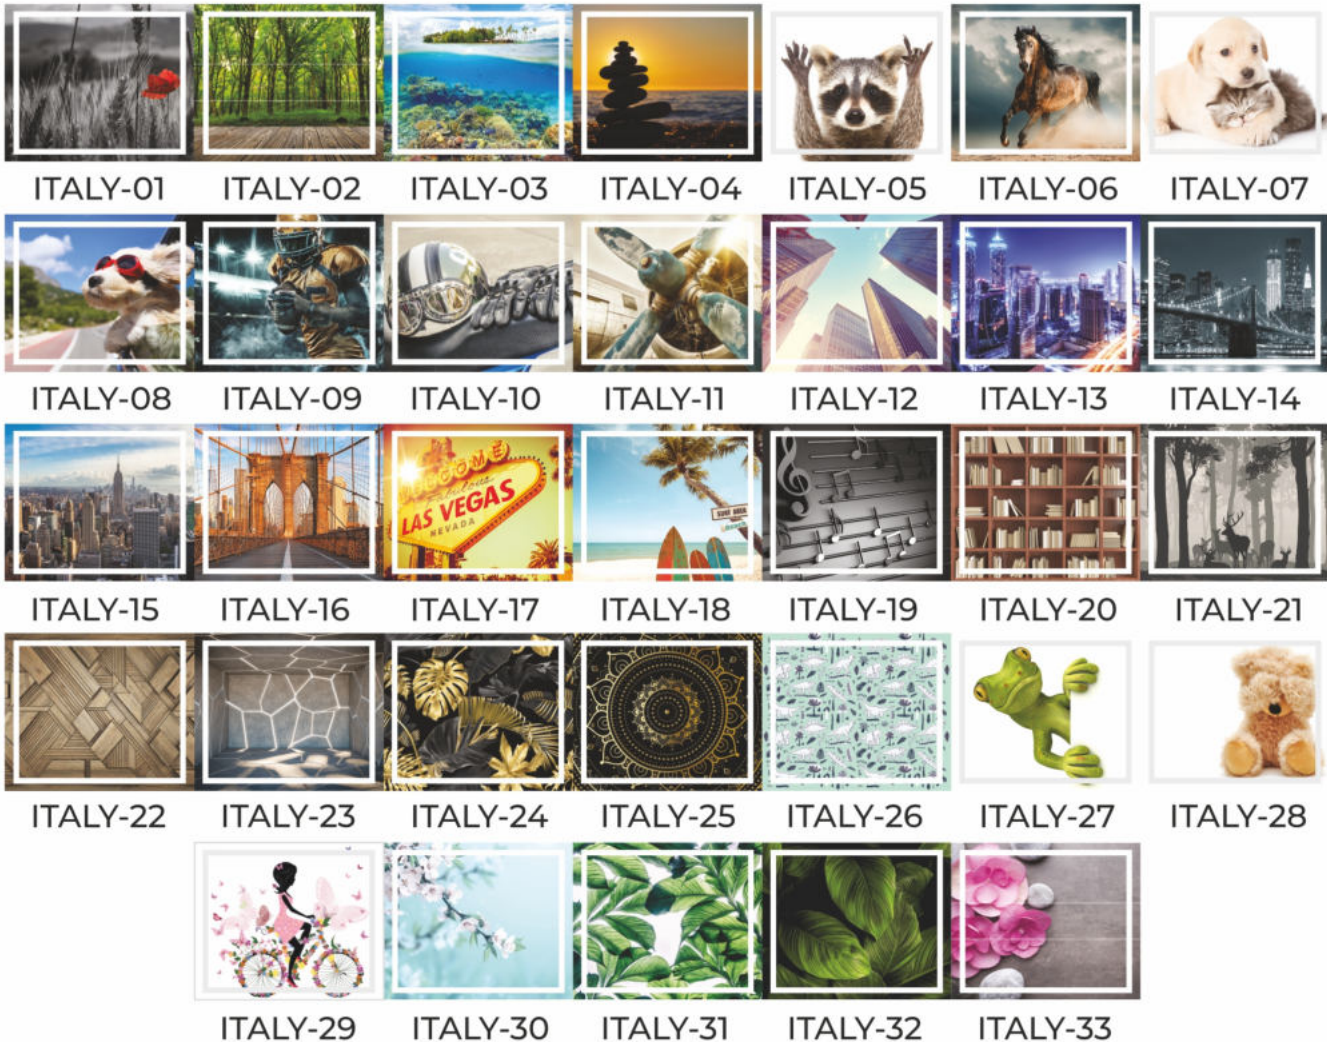 ITALY-01 ITALY-02 ITALY-03 ITALY-04 ITALY-05 ITALY-06 ITALY-07
ITALY-08 ITALY-09 ITALY-10 ITALY-11 ITALY-12 ITALY-13 ITALY-14
WELCOME
fabulous
LAS VEGAS
NEVADA
SURF AREA
ITALY-15 ITALY-16 ITALY-17 ITALY-18 ITALY-19 ITALY-20 ITALY-21
ITALY-22 ITALY-23 ITALY-24 ITALY-25 ITALY-26 ITALY-27 ITALY-28
ITALY-29 ITALY-30 ITALY-31 ITALY-32 ITALY-33